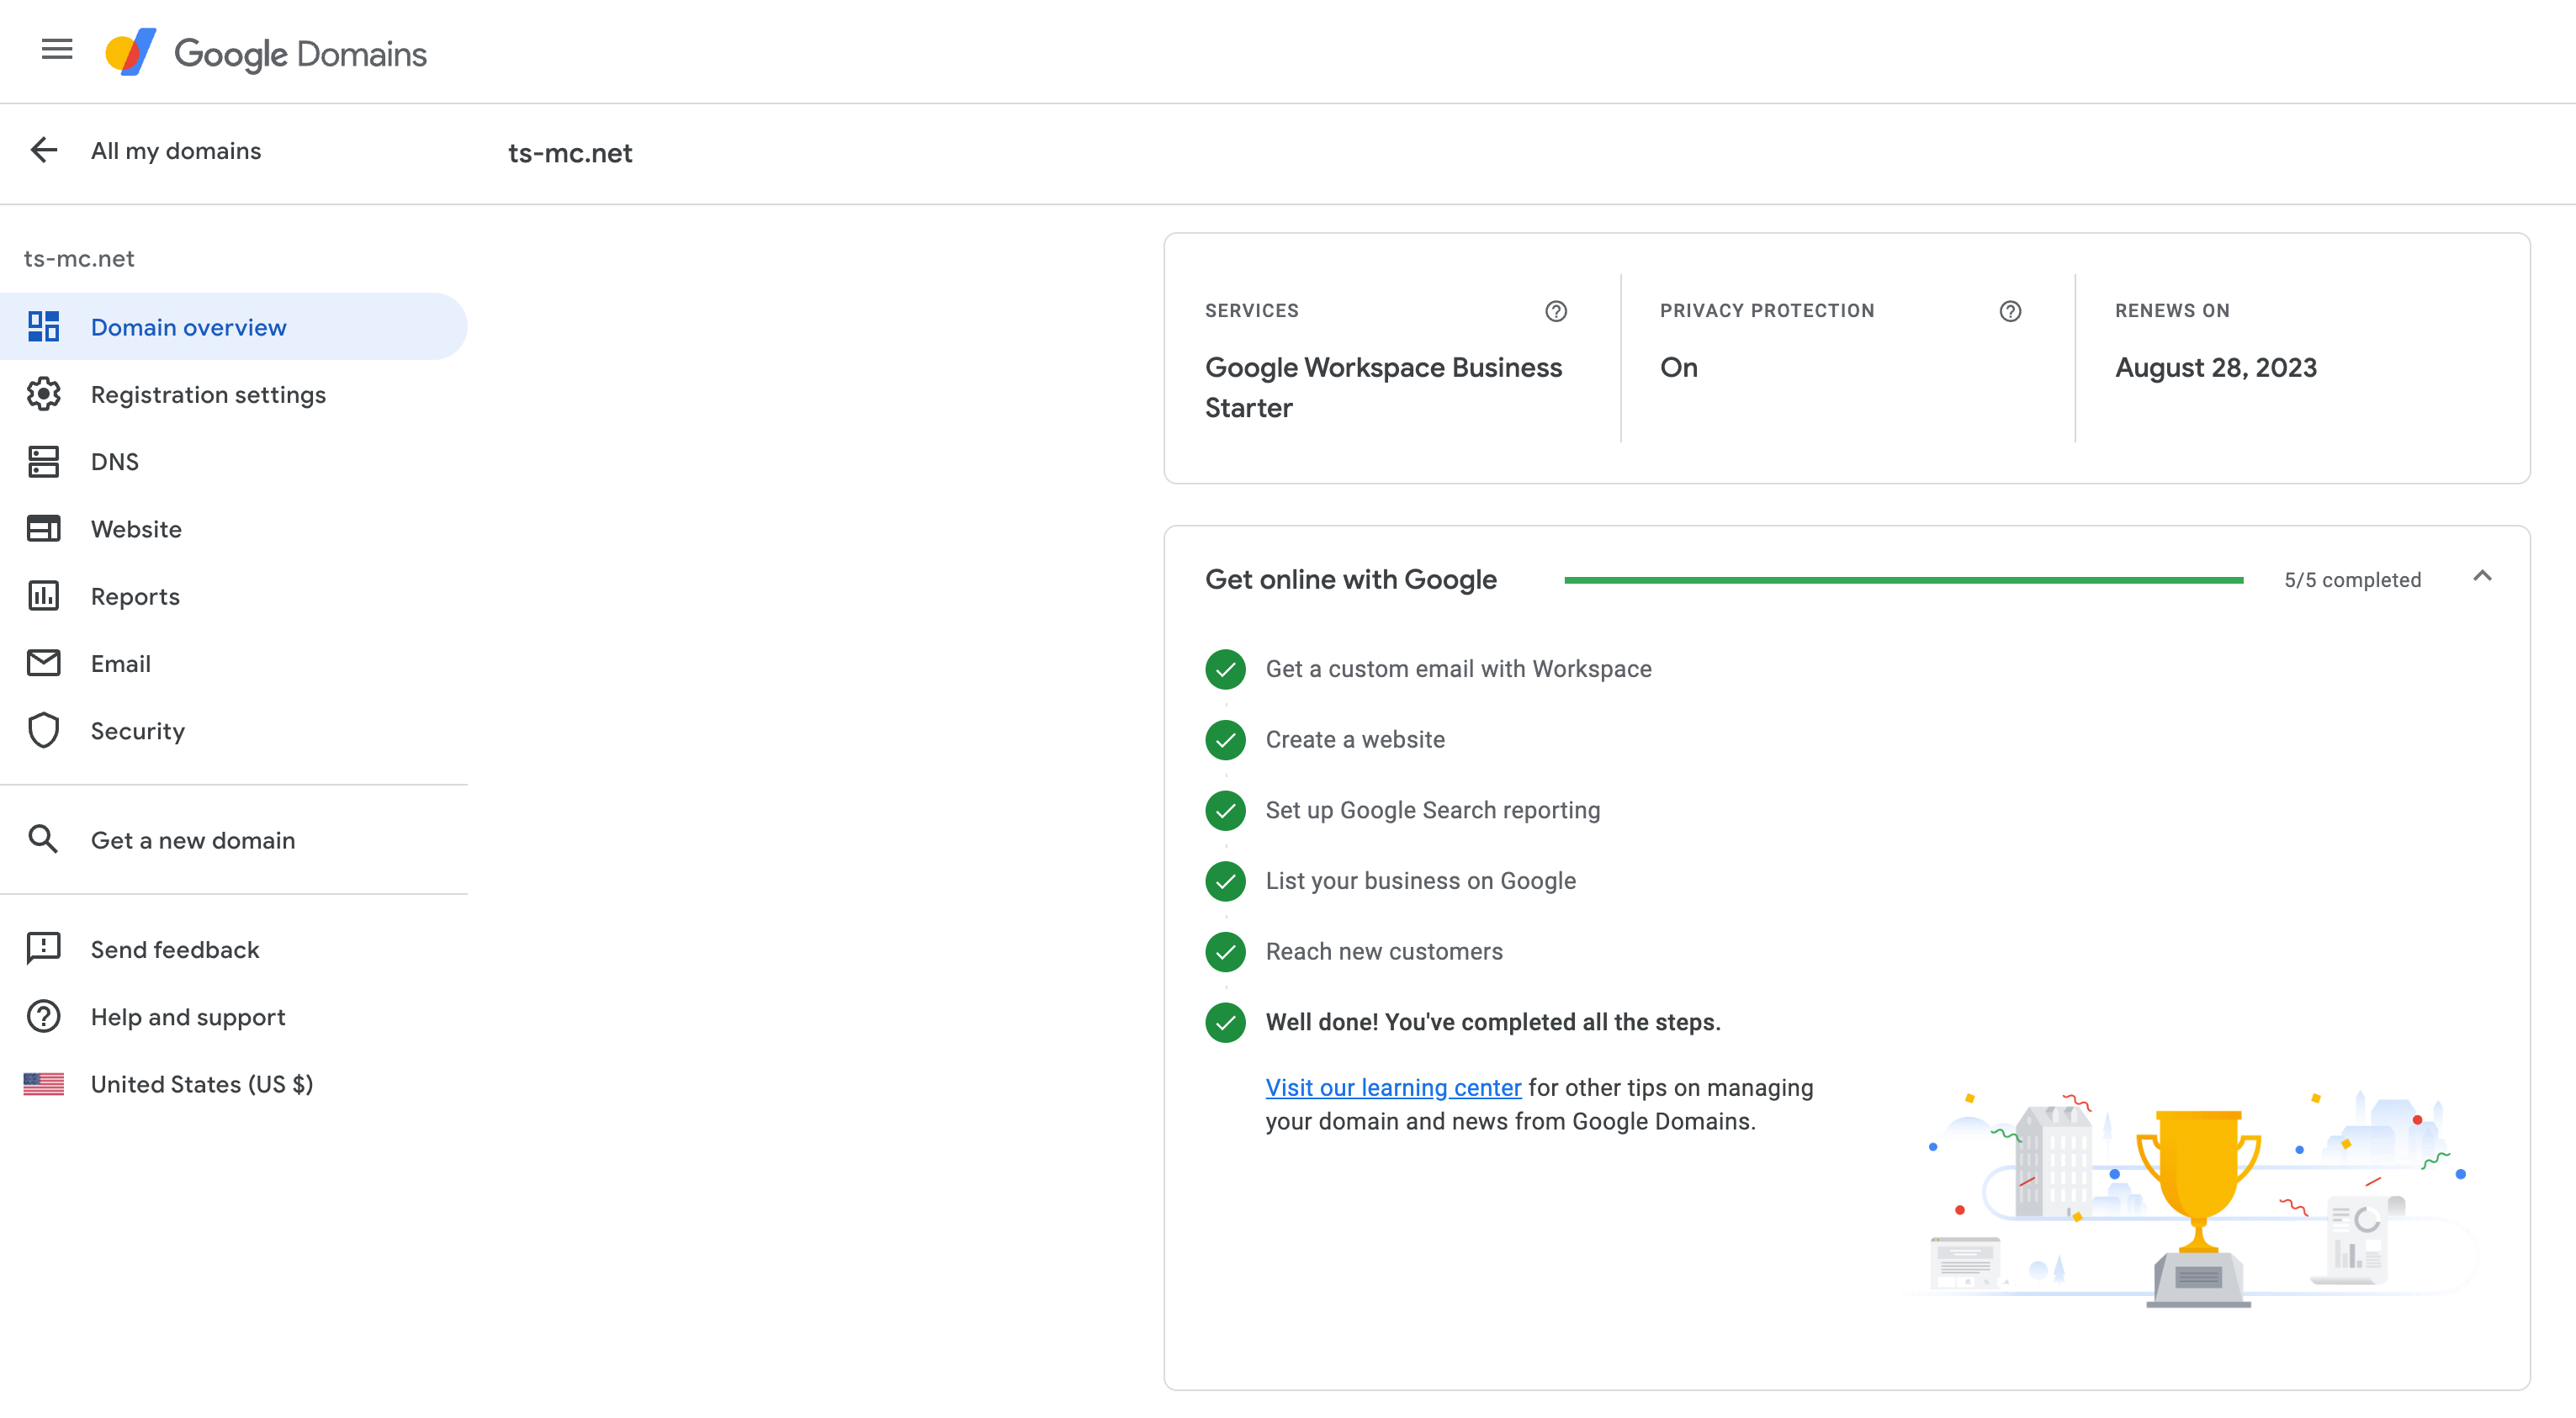 Google Domains
All my domains
ts-mc.net
ts-mc.net
Domain overview
Registration settings
DNS
Website
Reports
Email
Security
Get a new domain
Send feedback
Help and support
United States (US $)
SERVICES
Google Workspace Business
Starter
PRIVACY PROTECTION
On
RENEWS ON
August 28, 2023
Get online with Google
5/5 completed
Get a custom email with Workspace
Create a website
Set up Google Search reporting
List your business on Google
Reach new customers
Well done! You've completed all the steps.
Visit our learning center for other tips on managing
your domain and news from Google Domains.